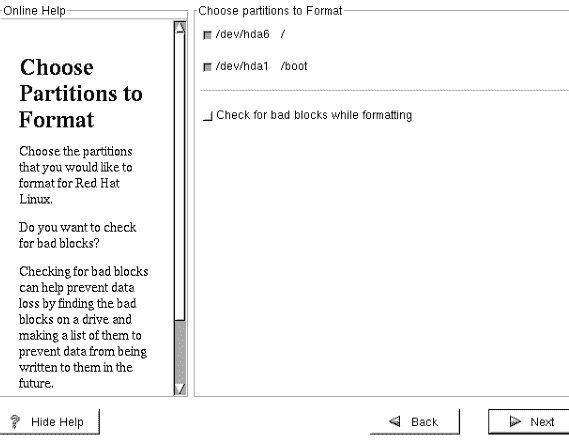 Online Help
Choose
Partitions to
Format
Choose the partitions
that you would like to
format for Red Hat
Linux.
Do you want to check
for bad blocks?
Checking for bad blocks
can help prevent data
loss by finding the bad
blocks on a drive and
making a list of them to
prevent data from being
written to them in the
future.
Choose partitions to Format
/dev/hda6 /
/dev/hda1 /boot
Check for bad blocks while formatting
Hide Help
Back
Next